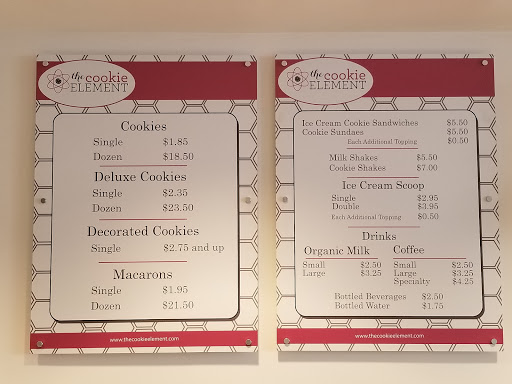 the cookie
ELEMENT
Cookies
Single $1.85
Dozen $18.50
Deluxe Cookies
Single $2.35
Dozen $23.50
Decorated Cookies
Single $2.75 and up
Macarons
Single $1.95
Dozen $21.50
www.thecookieelement.com
the cookie
ELEMENT
Ice Cream Cookie Sandwiches $5.50
Cookie Sundaes $5.50
Each Additional Topping $0.50
Milk Shakes $5.50
Cookie Shakes $7.00
Ice Cream Scoop
Single $2.95
Double $3.95
Each Additional Topping $0.50
Drinks
Organic Milk Coffee
Small $2.50 Small $2.50
Large $3.25 Large $3.25
Specialty $4.25
Bottled Beverages $2.50
Bottled Water $1.75
www.thecookieelement.com